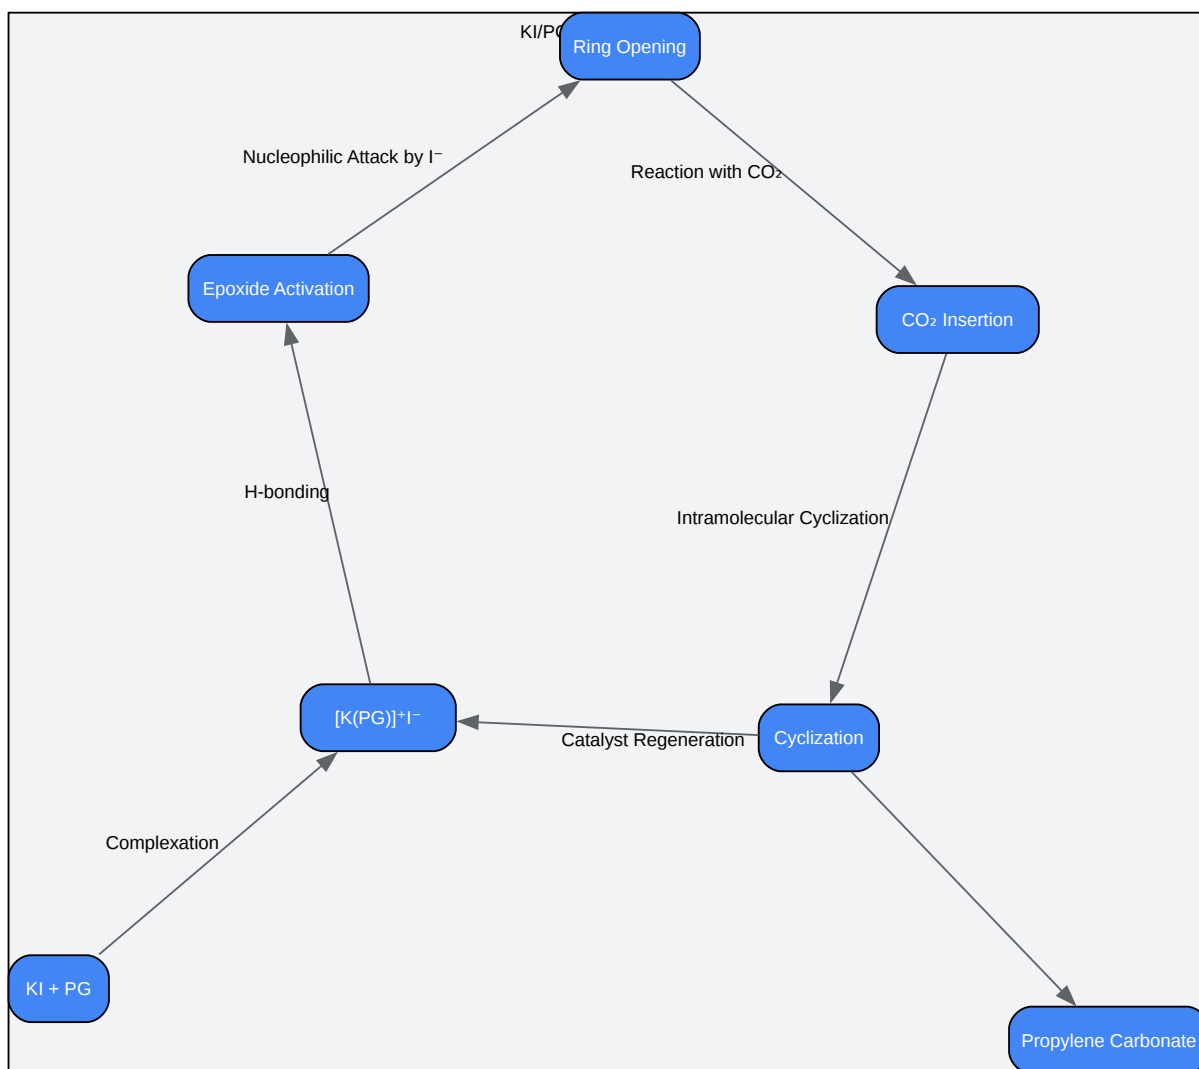 KI/PG
Ring Opening
Nucleophilic Attack by I⁻
Reaction with CO₂
Epoxide Activation
CO₂ Insertion
H-bonding
Intramolecular Cyclization
[K(PG)]⁺I⁻
Catalyst Regeneration
Cyclization
Complexation
KI + PG
Propylene Carbonate